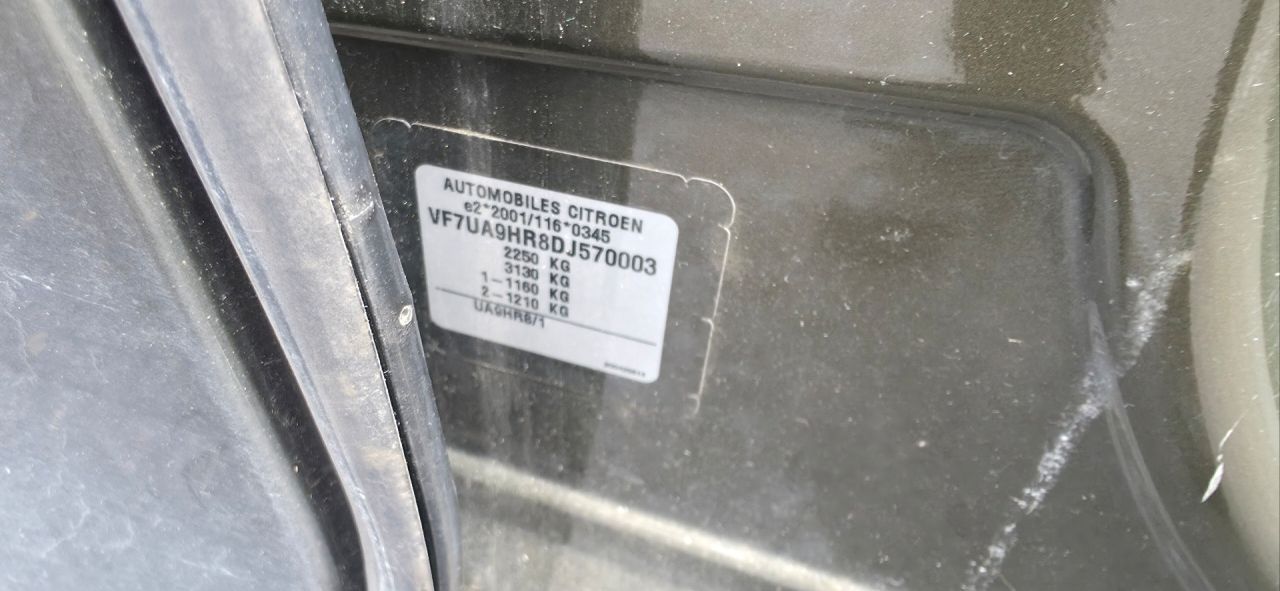 AUTOMOBILES CITROEN
e2*2001/116*0345
VF7UA9HR8DJ570003
2250 KG
3130 KG
1-1160 KG
2-1210 KG
UA9HR8/1